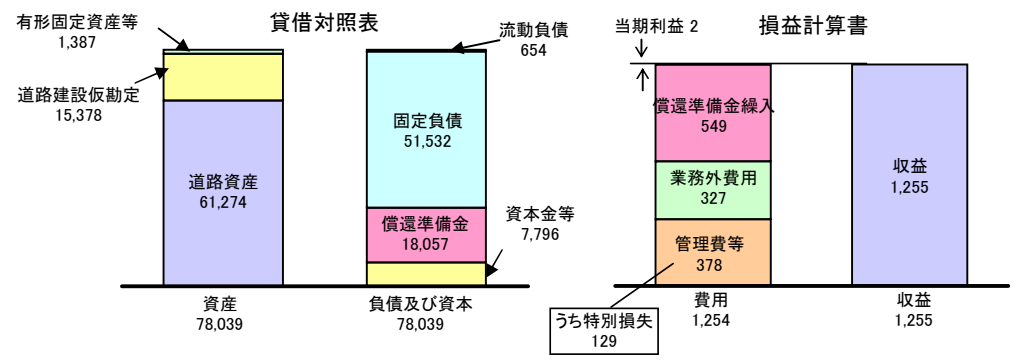 貸借対照表
有形固定資産等
1,387
道路建設仮勘定
15,378
道路資産
61,274
資産
78,039
流動負債
654
固定負債
51,532
償還準備金
18,057
資本金等
7,796
負債及び資本
78,039
損益計算書
当期利益 2
償還準備金繰入
549
業務外費用
327
管理費等
378
うち特別損失
129
費用
1,254
収益
1,255
収益
1,255